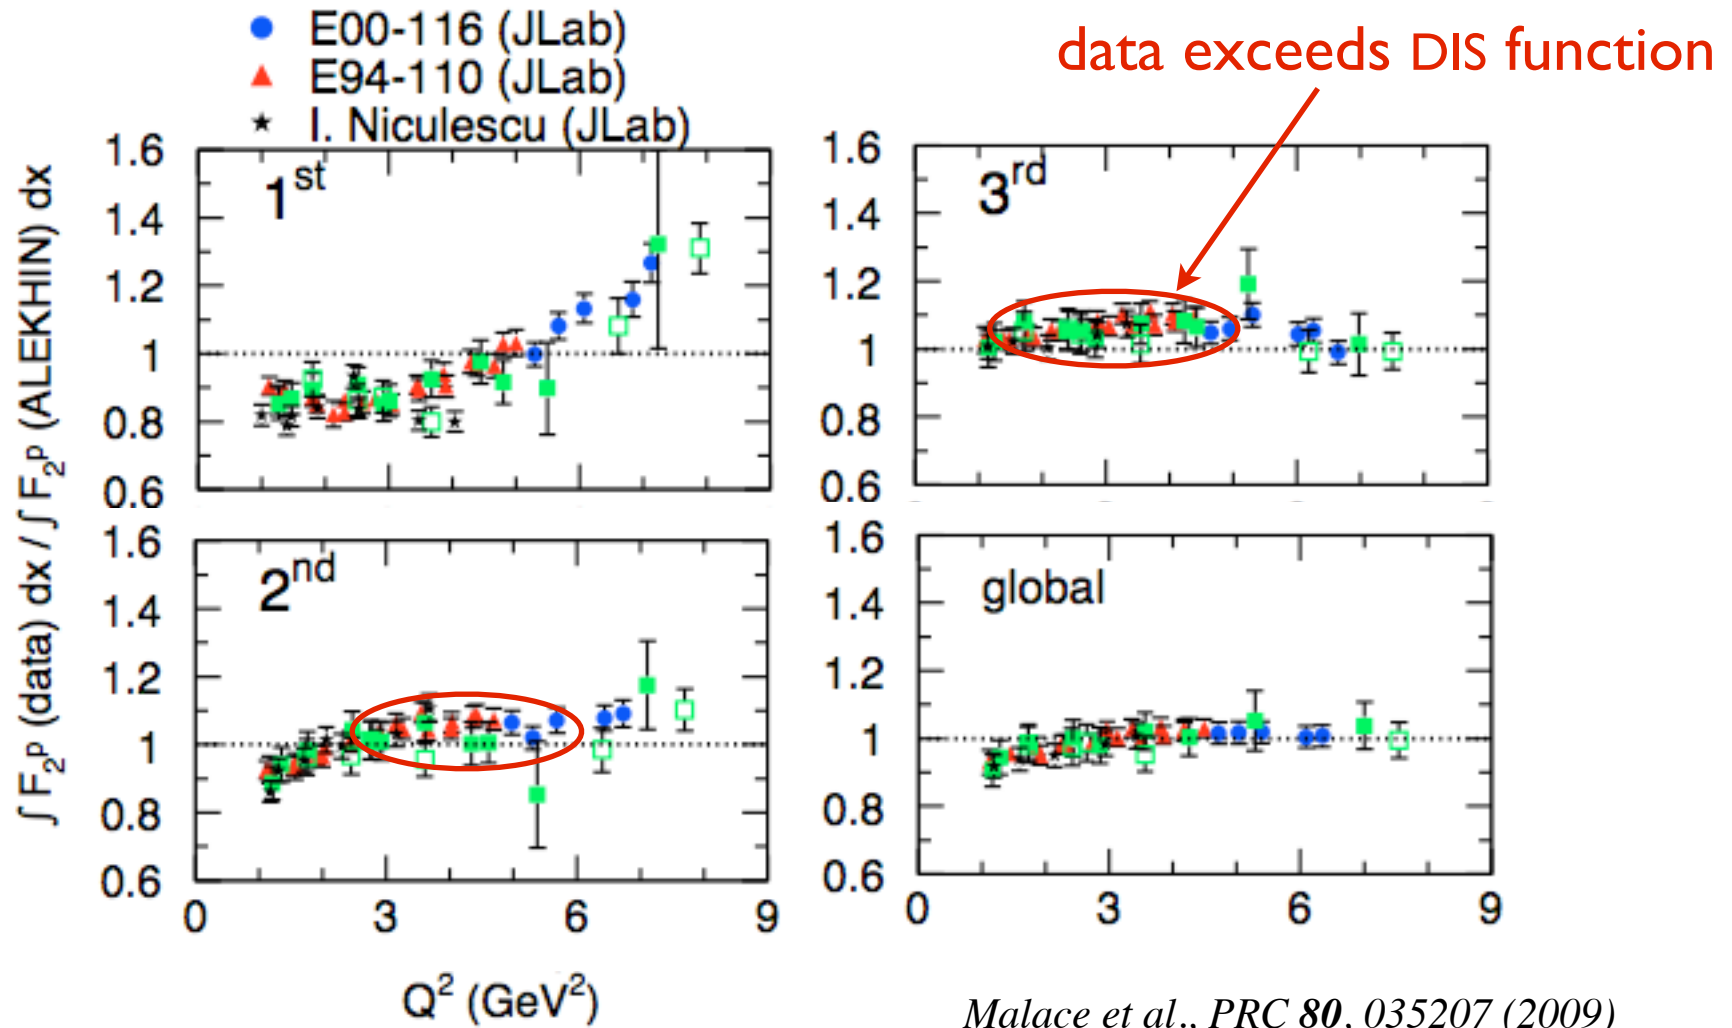 E00-116 (JLab)
E94-110 (JLab)
I. Niculescu (JLab)
data exceeds DIS function
∫ F₂ᵖ (data) dx / ∫ F₂ᵖ (ALEKHIN) dx
1.6
1.4
1.2
1
0.8
0.6
1ˢᵗ
1.6
1.4
1.2
1
0.8
0.6
3ʳᵈ
1.6
1.4
1.2
1
0.8
0.6
2ⁿᵈ
0 3 6 9
1.6
1.4
1.2
1
0.8
0.6
global
0 3 6 9
Q² (GeV²)
Malace et al., PRC 80, 035207 (2009)